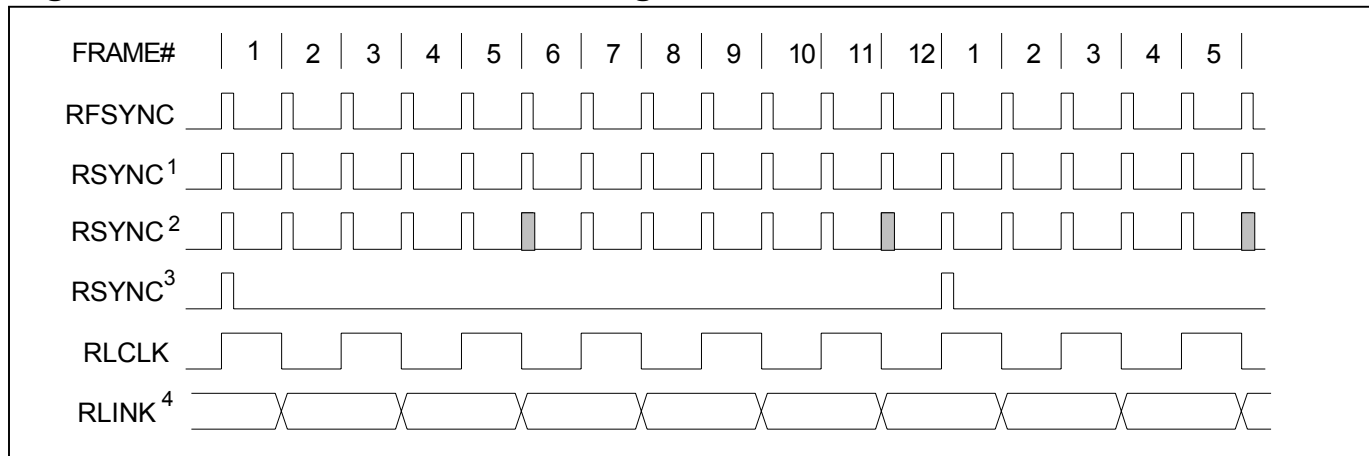 FRAME# 1 2 3 4 5 6 7 8 9 10 11 12 1 2 3 4 5
RFSYNC
RSYNC1
RSYNC2
RSYNC3
RLCLK
RLINK4